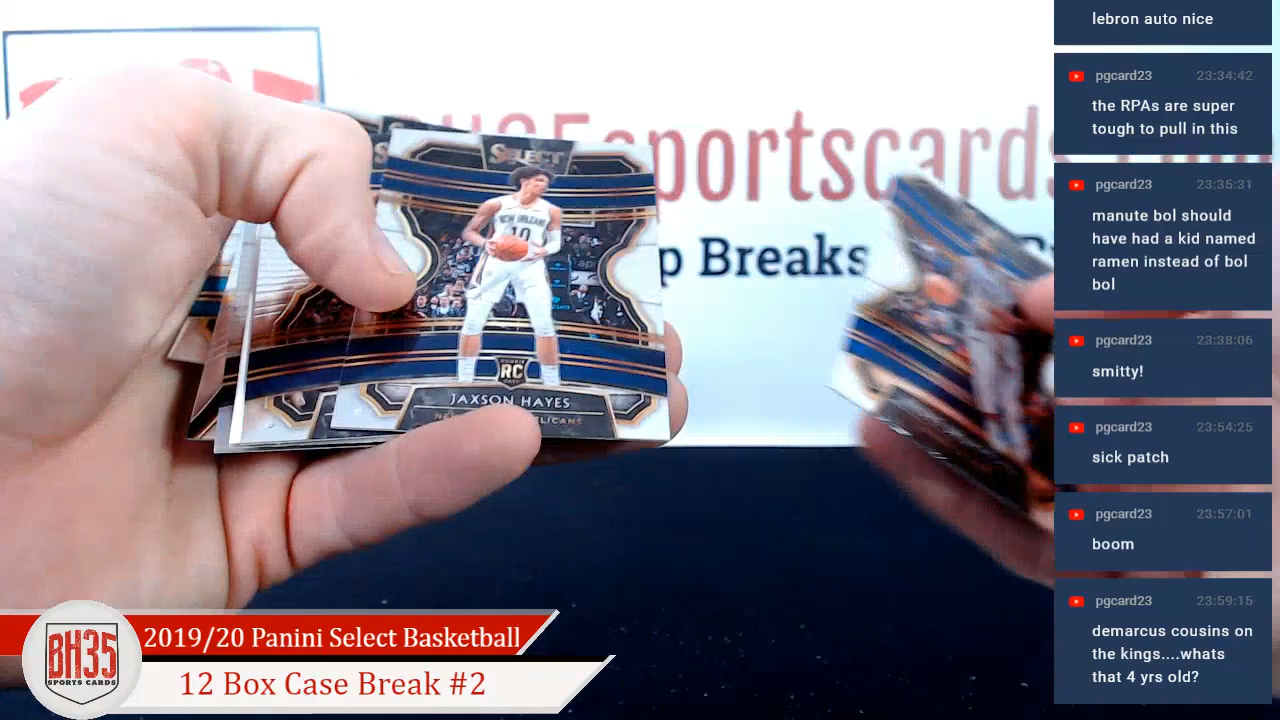 lebron auto nice
pgcard23 23:34:42
the RPAs are super
tough to pull in this
pgcard23 23:35:31
manute bol should
have had a kid named
ramen instead of bol
bol
pgcard23 23:38:06
smitty!
pgcard23 23:54:25
sick patch
pgcard23 23:57:01
boom
pgcard23 23:59:15
demarcus cousins on
the kings....whats
that 4 yrs old?
sportscards
Breaks
SELECT
NEW ORLEANS
10
RC
JAXSON HAYES
BH35
SPORTS CARDS
2019/20 Panini Select Basketball
12 Box Case Break #2